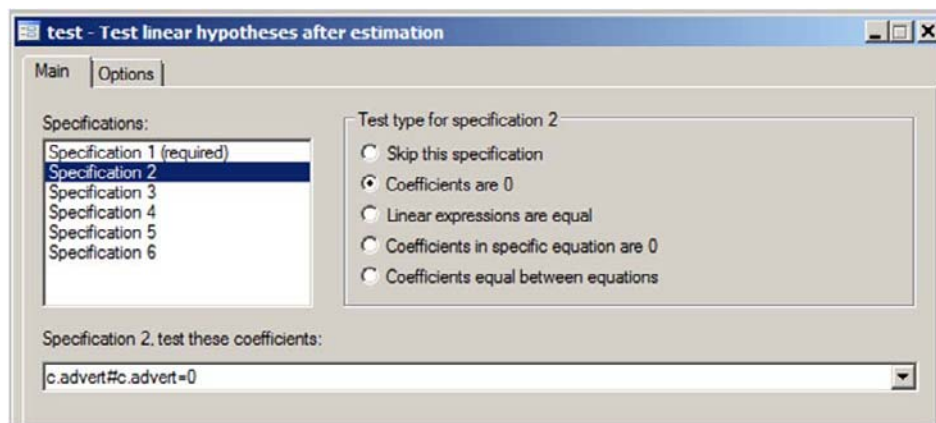 test - Test linear hypotheses after estimation
Main
Options
Specifications:
Specification 1 (required)
Specification 2
Specification 3
Specification 4
Specification 5
Specification 6
Test type for specification 2
Skip this specification
Coefficients are 0
Linear expressions are equal
Coefficients in specific equation are 0
Coefficients equal between equations
Specification 2, test these coefficients:
c.advert#c.advert=0